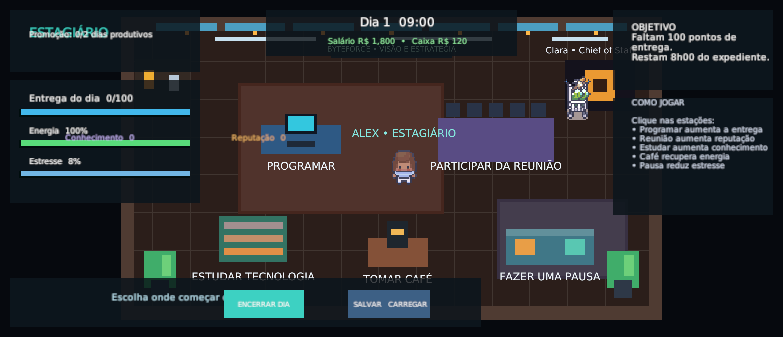 ESTAGIÁRIO
Promoção: 0/2 dias produtivos
Dia 1 09:00
Salário R$ 1,800 • Caixa R$ 120
BYTEFORCE • VISÃO E ESTRATÉGIA
Clara • Chief of Sta
OBJETIVO
Faltam 100 pontos de
entrega.
Restam 8h00 do expediente.
Entrega do dia 0/100
Energia 100%
Conhecimento 0
Reputação 0
Estresse 8%
COMO JOGAR
Clique nas estações:
• Programar aumenta a entrega
• Reunião aumenta reputação
• Estudar aumenta conhecimento
• Café recupera energia
• Pausa reduz estresse
ALEX • ESTAGIÁRIO
PROGRAMAR
PARTICIPAR DA REUNIÃO
ESTUDAR TECNOLOGIA
TOMAR CAFÉ
FAZER UMA PAUSA
Escolha onde começar
ENCERRAR DIA
SALVAR
CARREGAR